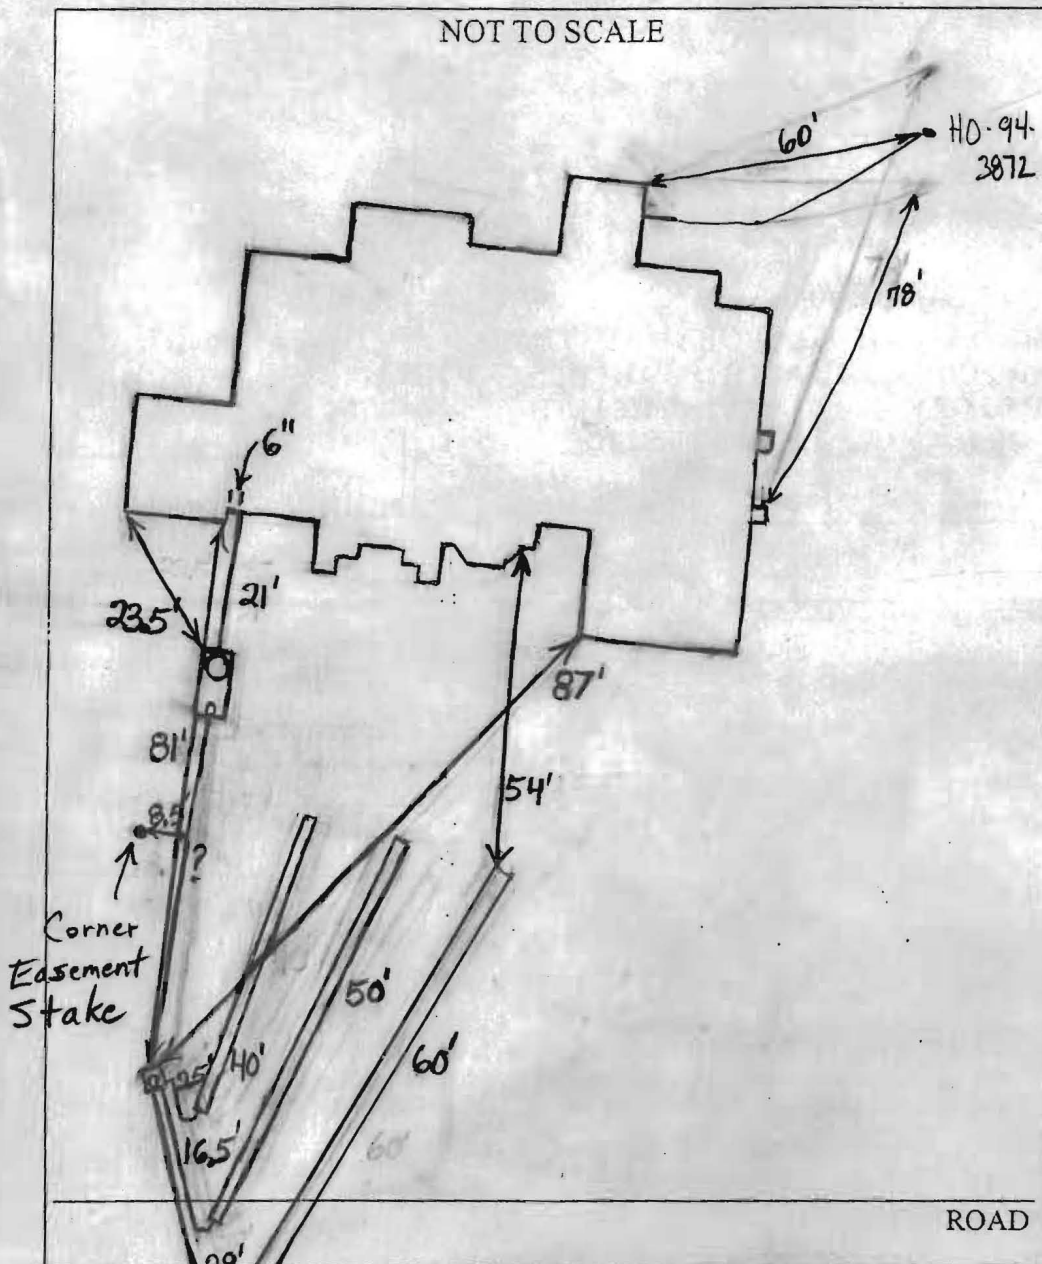 NOT TO SCALE
60'
HO-94-
3872
78'
6"
21'
23.5'
87'
81'
54'
8.5
?
Corner
Easement
Stake
50'
60'
40'
16.5'
60'
ROAD